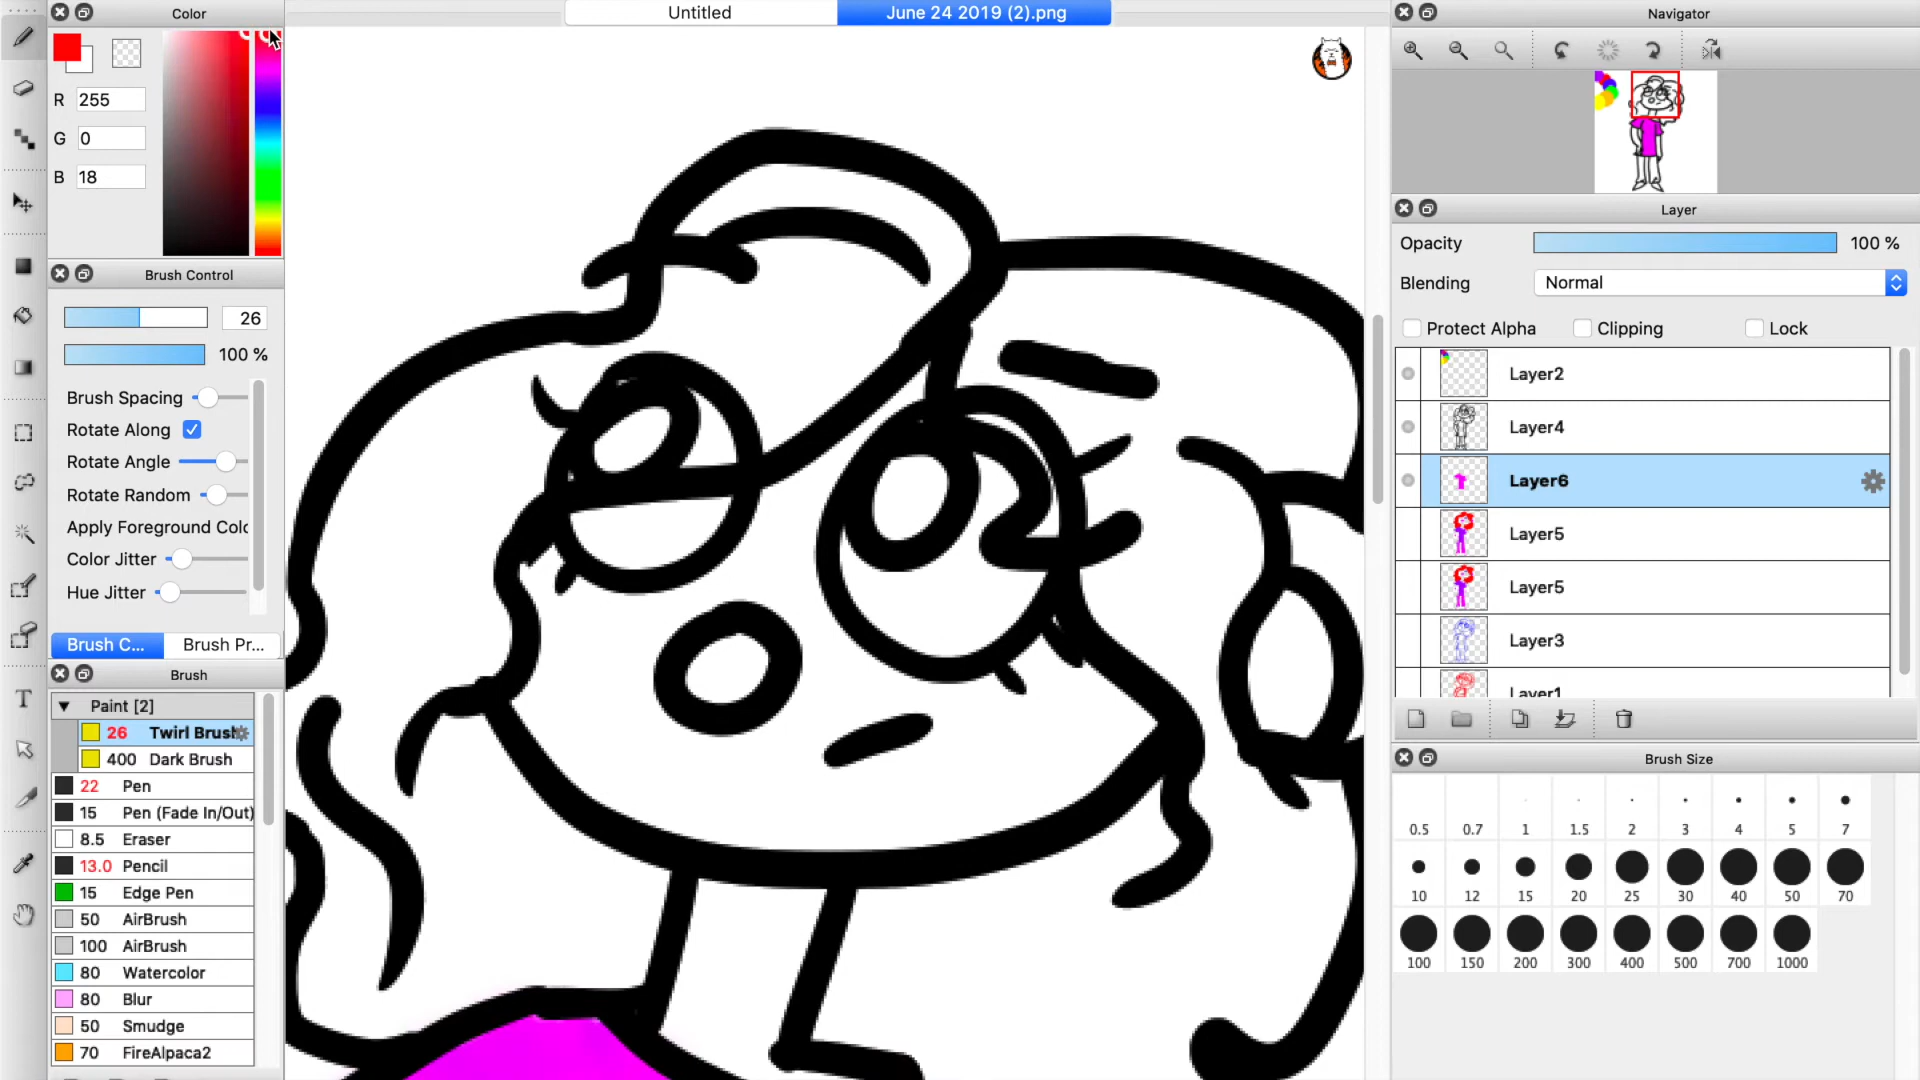 Color
Untitled
June 24 2019 (2).png
Navigator
R 255
G 0
B 18
Layer
Opacity 100 %
Blending Normal
Protect Alpha Clipping Lock
Brush Control
26
100 %
Brush Spacing
Rotate Along
Rotate Angle
Rotate Random
Apply Foreground Colo
Color Jitter
Hue Jitter
Brush C... Brush Pr...
Layer2
Layer4
Layer6
Layer5
Layer5
Layer3
Layer1
Brush
Paint [2]
26 Twirl Brush
400 Dark Brush
22 Pen
15 Pen (Fade In/Out)
8.5 Eraser
13.0 Pencil
15 Edge Pen
50 AirBrush
100 AirBrush
80 Watercolor
80 Blur
50 Smudge
70 FireAlpaca2
Brush Size
0.5 0.7 1 1.5 2 3 4 5 7
10 12 15 20 25 30 40 50 70
100 150 200 300 400 500 700 1000
T